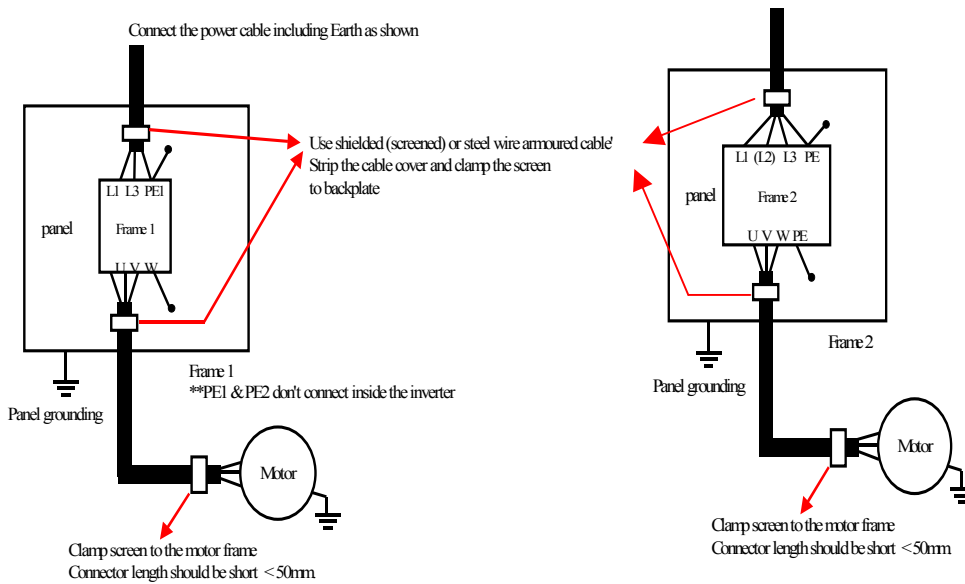 Connect the power cable including Earth as shown
Use shielded (screened) or steel wire armoured cable'
Strip the cable cover and clamp the screen
to backplate
L1 L3 PE1
panel
Frame 1
U V W
Frame 1
**PE1 & PE2 don't connect inside the inverter
Panel grounding
Motor
Clamp screen to the motor frame
Connector length should be short < 50mm.
L1 (L2) L3 PE
panel
Frame 2
U V W PE
Frame 2
Panel grounding
Motor
Clamp screen to the motor frame
Connector length should be short < 50mm.